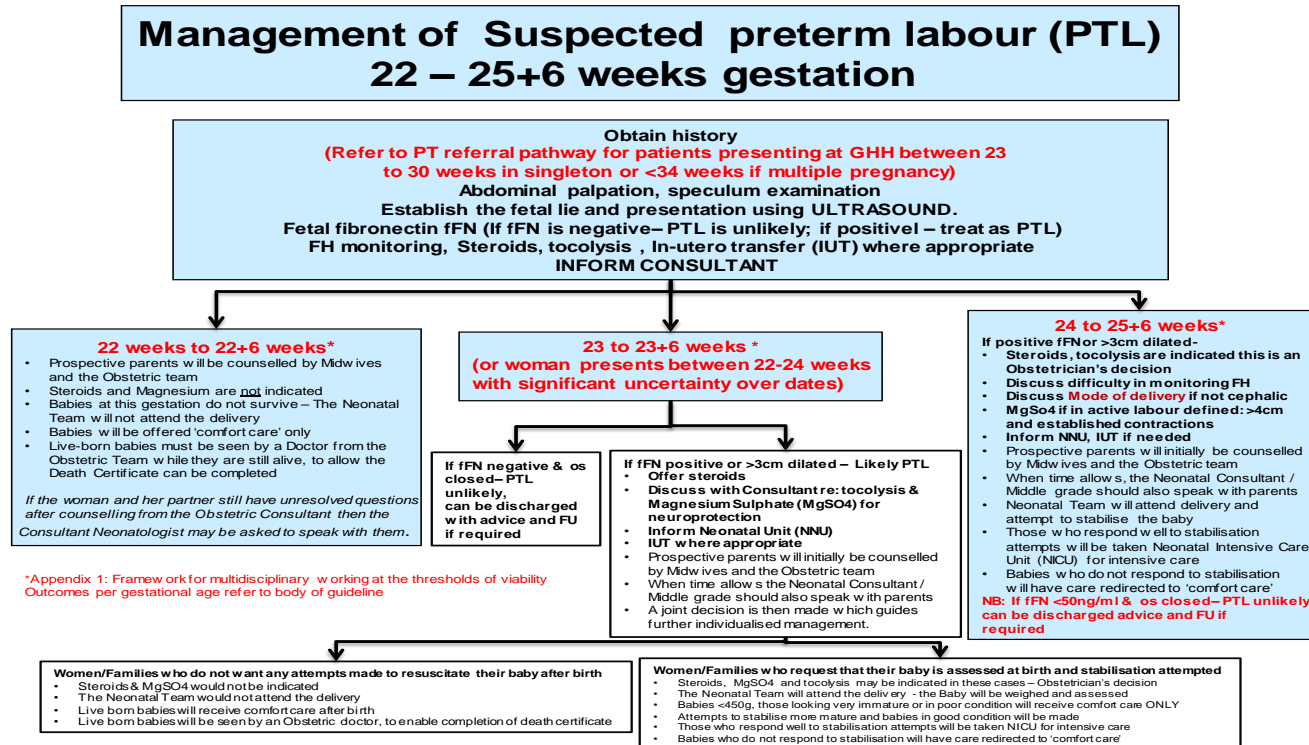 Management of Suspected preterm labour (PTL)
22 – 25+6 weeks gestation
Obtain history
(Refer to PT referral pathway for patients presenting at GHH between 23
to 30 weeks in singleton or <34 weeks if multiple pregnancy)
Abdominal palpation, speculum examination
Establish the fetal lie and presentation using ULTRASOUND.
Fetal fibronectin fFN (If fFN is negative– PTL is unlikely; if positivel – treat as PTL)
FH monitoring, Steroids, tocolysis , In-utero transfer (IUT) where appropriate
INFORM CONSULTANT
22 weeks to 22+6 weeks*
• Prospective parents will be counselled by Midwives
and the Obstetric team
• Steroids and Magnesium are not indicated
• Babies at this gestation do not survive – The Neonatal
Team will not attend the delivery
• Babies will be offered 'comfort care' only
• Live-born babies must be seen by a Doctor from the
Obstetric Team while they are still alive, to allow the
Death Certificate can be completed
If the woman and her partner still have unresolved questions
after counselling from the Obstetric Consultant then the
Consultant Neonatologist may be asked to speak with them.
*Appendix 1: Framework for multidisciplinary working at the thresholds of viability
Outcomes per gestational age refer to body of guideline
23 to 23+6 weeks *
(or woman presents between 22-24 weeks
with significant uncertainty over dates)
If fFN negative & os
closed– PTL
unlikely,
can be discharged
with advice and FU
if required
If fFN positive or >3cm dilated – Likely PTL
• Offer steroids
• Discuss with Consultant re: tocolysis &
Magnesium Sulphate (MgSO4) for
neuroprotection
• Inform Neonatal Unit (NNU)
• IUT where appropriate
• Prospective parents will initially be counselled
by Midwives and the Obstetric team
• When time allows the Neonatal Consultant /
Middle grade should also speak with parents
• A joint decision is then made which guides
further individualised management.
24 to 25+6 weeks*
If positive fFN or >3cm dilated-
• Steroids, tocolysis are indicated this is an
Obstetrician's decision
• Discuss difficulty in monitoring FH
• Discuss Mode of delivery if not cephalic
• MgSo4 if in active labour defined: >4cm
and established contractions
• Inform NNU, IUT if needed
• Prospective parents will initially be counselled
by Midwives and the Obstetric team
• When time allows, the Neonatal Consultant /
Middle grade should also speak with parents
• Neonatal Team will attend delivery and
attempt to stabilise the baby
• Those who respond well to stabilisation
attempts will be taken Neonatal Intensive Care
Unit (NICU) for intensive care
• Babies who do not respond to stabilisation
will have care redirected to 'comfort care'
NB: If fFN <50ng/ml & os closed– PTL unlikely
can be discharged advice and FU if
required
Women/Families who do not want any attempts made to resuscitate their baby after birth
• Steroids & MgSO4 would not be indicated
• The Neonatal Team would not attend the delivery
• Live born babies will receive comfort care after birth
• Live born babies will be seen by an Obstetric doctor, to enable completion of death certificate
Women/Families who request that their baby is assessed at birth and stabilisation attempted
• Steroids, MgSO4 and tocolysis may be indicated in these cases – Obstetrician's decision
• The Neonatal Team will attend the delivery - the Baby will be weighed and assessed
• Babies <450g, those looking very immature or in poor condition will receive comfort care ONLY
• Attempts to stabilise more mature and babies in good condition will be made
• Those who respond well to stabilisation attempts will be taken NICU for intensive care
• Babies who do not respond to stabilisation will have care redirected to 'comfort care'